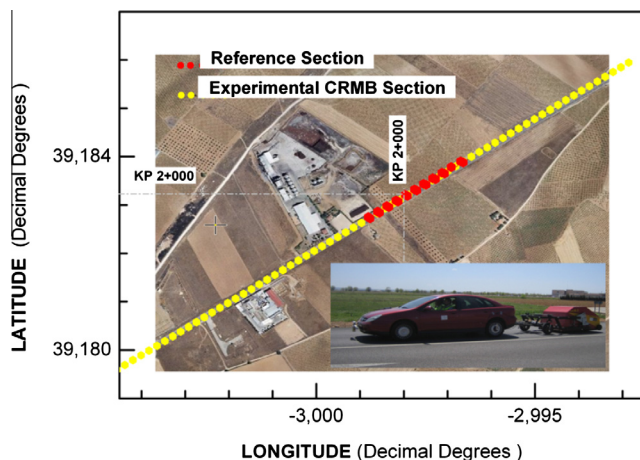 Reference Section
Experimental CRMB Section
KP 2+000
KP 2+000
39,184
39,180
LATITUDE (Decimal Degrees )
-3,000
-2,995
LONGITUDE (Decimal Degrees )